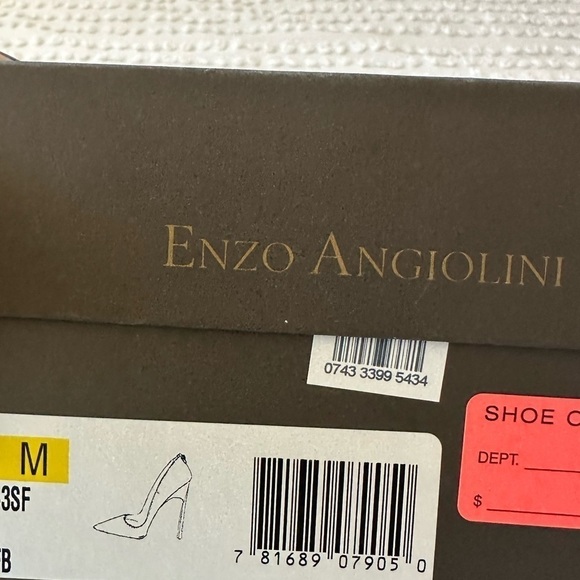 ENZO ANGIOLINI
0743 3399 5434
SHOE
DEPT.
$
M
3SF
7 81689 07905 0